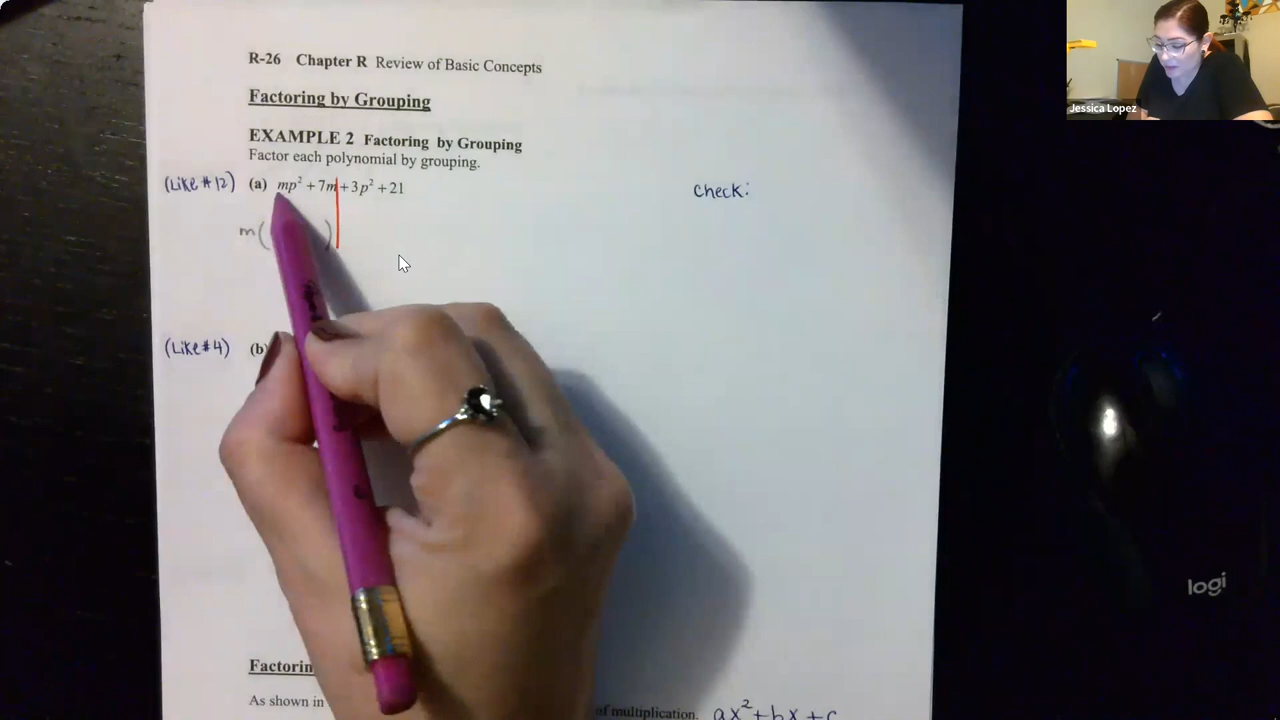 R-26 Chapter R Review of Basic Concepts
Factoring by Grouping
EXAMPLE 2 Factoring by Grouping
Factor each polynomial by grouping.
(Like #12) (a) mp² + 7m + 3p² + 21
check:
m( )
(Like #4) (b)
Factorin
As shown in
of multiplication. ax² + bx + c
Jessica Lopez
logi